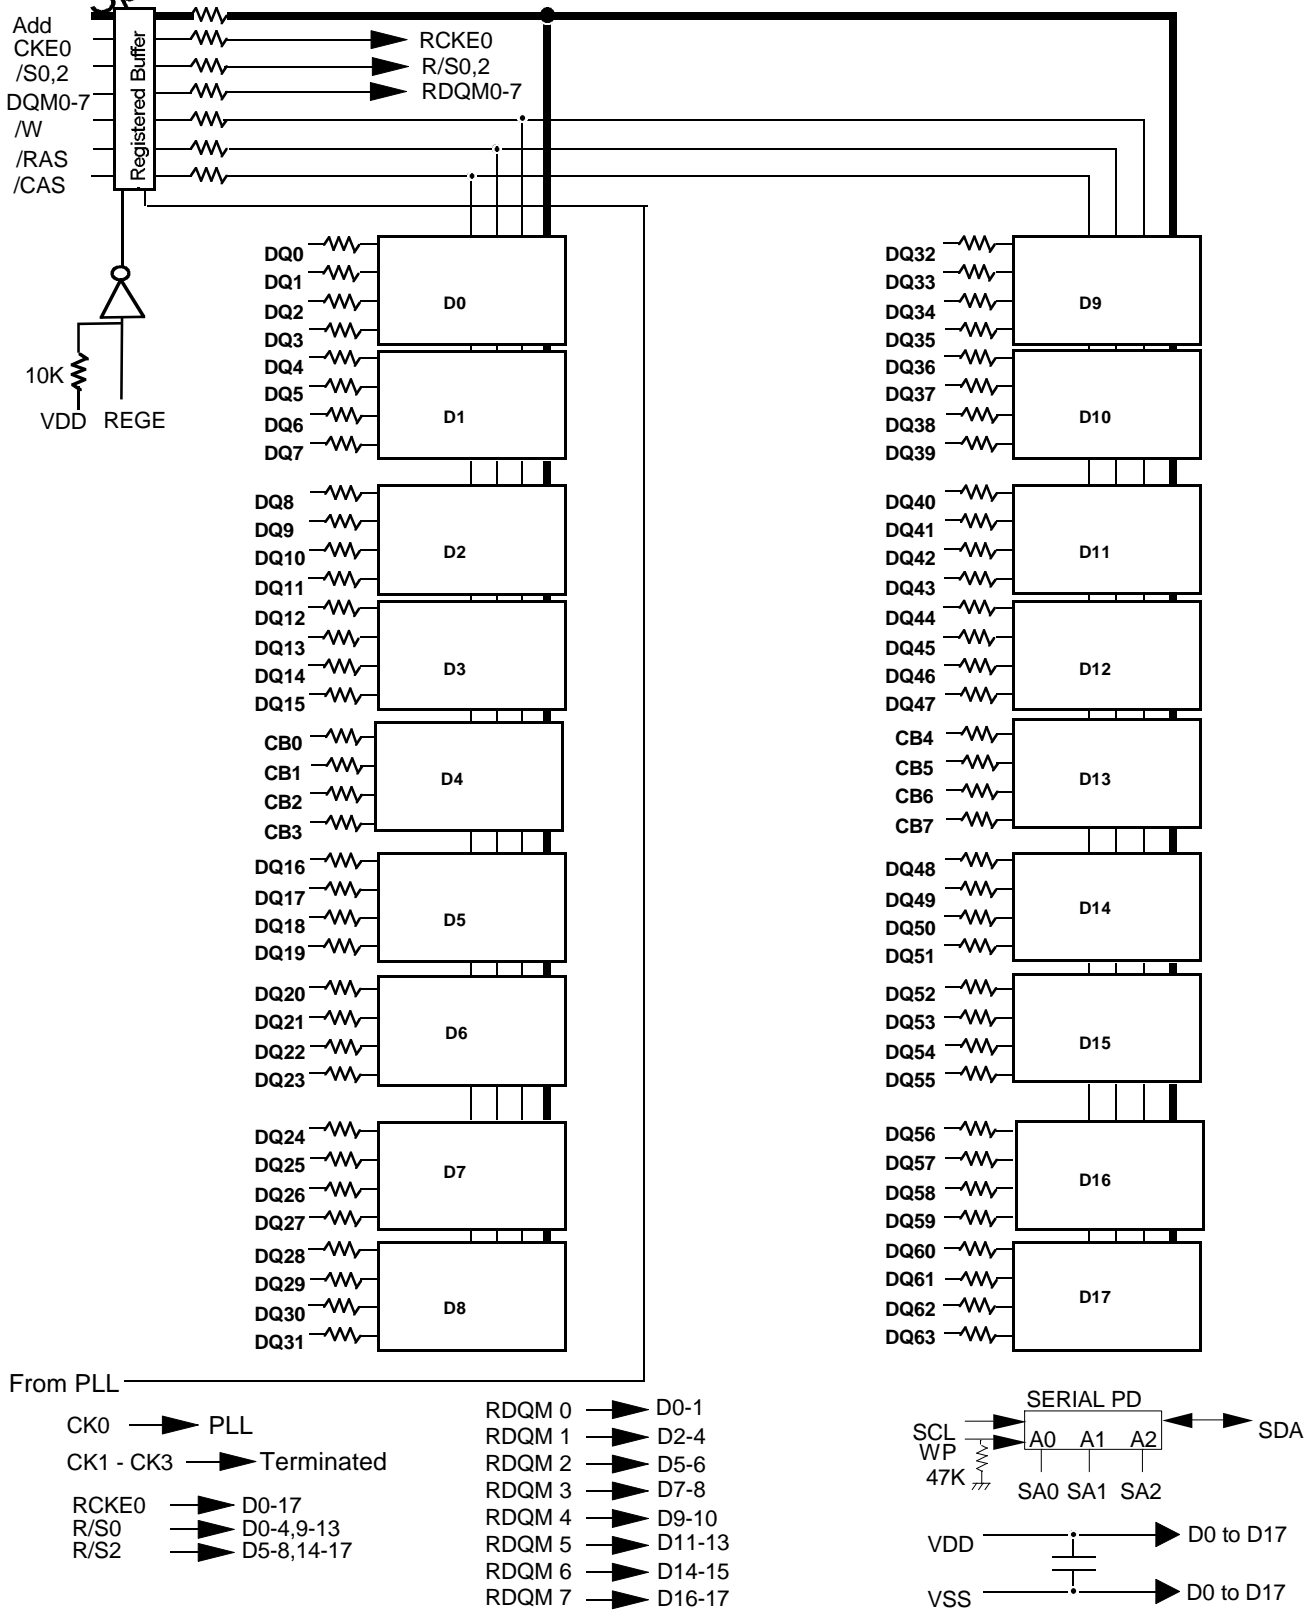 Add
CKE0
/S0,2
DQM0-7
/W
/RAS
/CAS
Registered Buffer
RCKE0
R/S0,2
RDQM0-7
10K
VDD REGE
DQ0
DQ1
DQ2
DQ3
D0
DQ4
DQ5
DQ6
DQ7
D1
DQ8
DQ9
DQ10
DQ11
D2
DQ12
DQ13
DQ14
DQ15
D3
CB0
CB1
CB2
CB3
D4
DQ16
DQ17
DQ18
DQ19
D5
DQ20
DQ21
DQ22
DQ23
D6
DQ24
DQ25
DQ26
DQ27
D7
DQ28
DQ29
DQ30
DQ31
D8
DQ32
DQ33
DQ34
DQ35
D9
DQ36
DQ37
DQ38
DQ39
D10
DQ40
DQ41
DQ42
DQ43
D11
DQ44
DQ45
DQ46
DQ47
D12
CB4
CB5
CB6
CB7
D13
DQ48
DQ49
DQ50
DQ51
D14
DQ52
DQ53
DQ54
DQ55
D15
DQ56
DQ57
DQ58
DQ59
D16
DQ60
DQ61
DQ62
DQ63
D17
From PLL
CK0 PLL
CK1 - CK3 Terminated
RCKE0 D0-17
R/S0 D0-4,9-13
R/S2 D5-8,14-17
RDQM 0 D0-1
RDQM 1 D2-4
RDQM 2 D5-6
RDQM 3 D7-8
RDQM 4 D9-10
RDQM 5 D11-13
RDQM 6 D14-15
RDQM 7 D16-17
SERIAL PD
SCL
WP
47K
A0 A1 A2
SDA
SA0 SA1 SA2
VDD D0 to D17
VSS D0 to D17